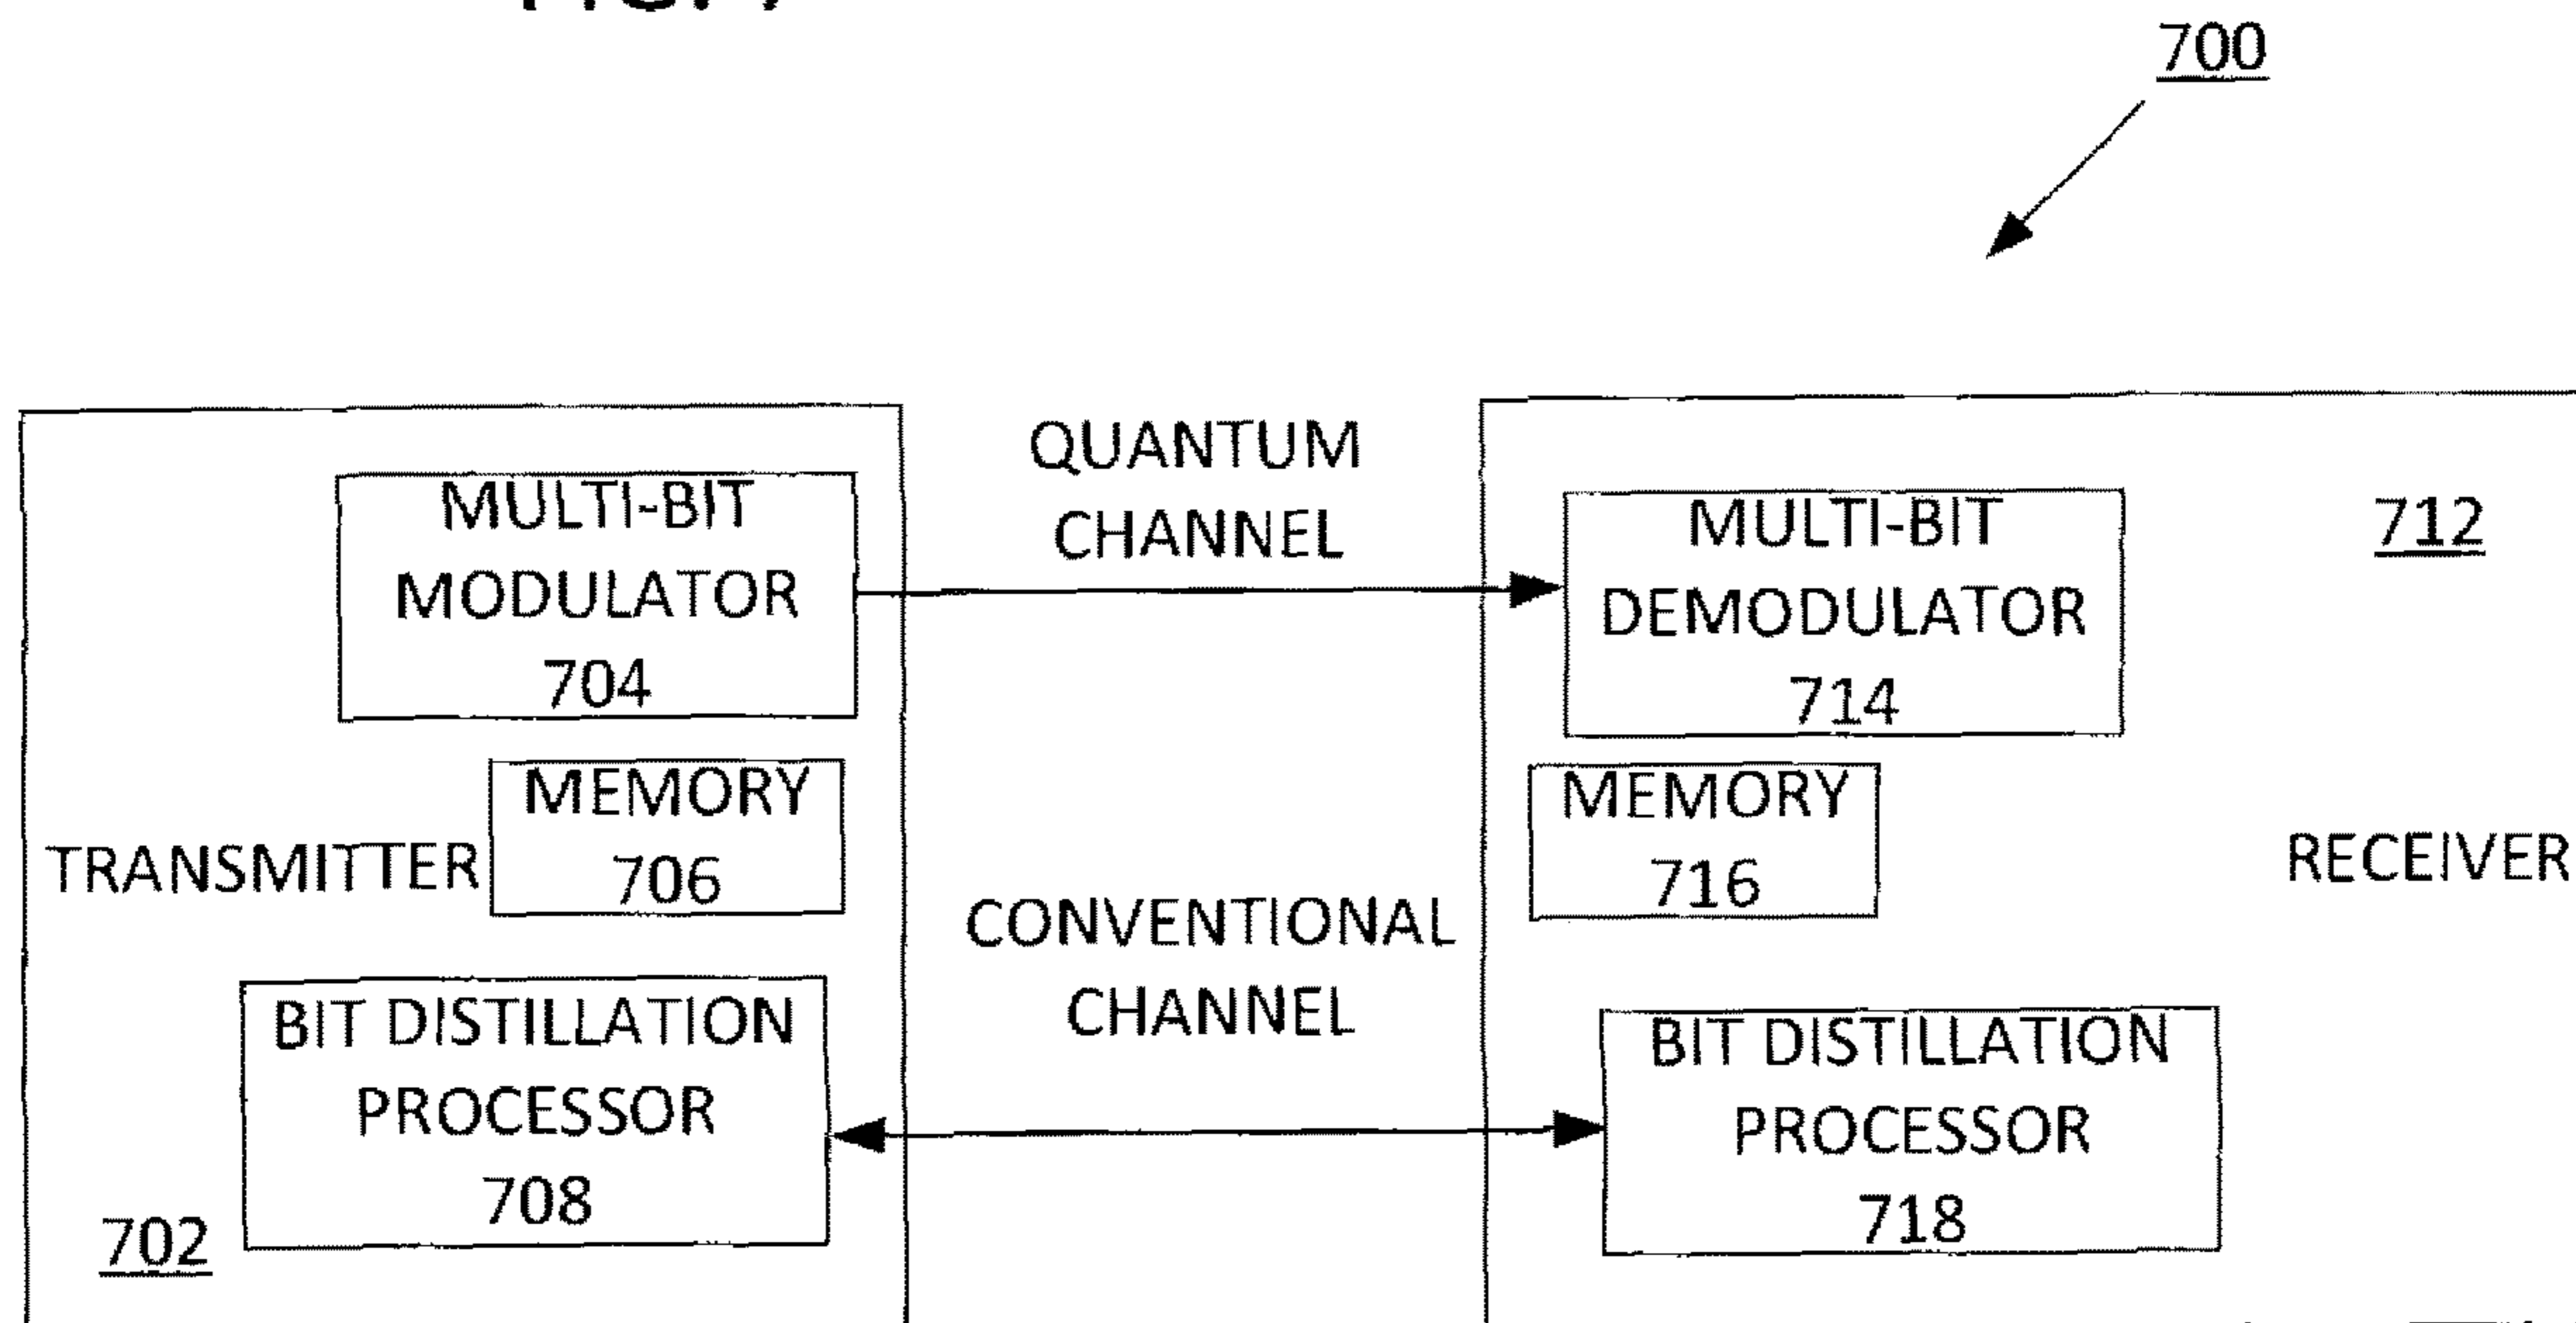 700
QUANTUM
CHANNEL
MULTI-BIT
MODULATOR
704
MULTI-BIT
DEMODULATOR
714
712
MEMORY
706
TRANSMITTER
MEMORY
716
RECEIVER
CONVENTIONAL
CHANNEL
BIT DISTILLATION
PROCESSOR
708
702
BIT DISTILLATION
PROCESSOR
718